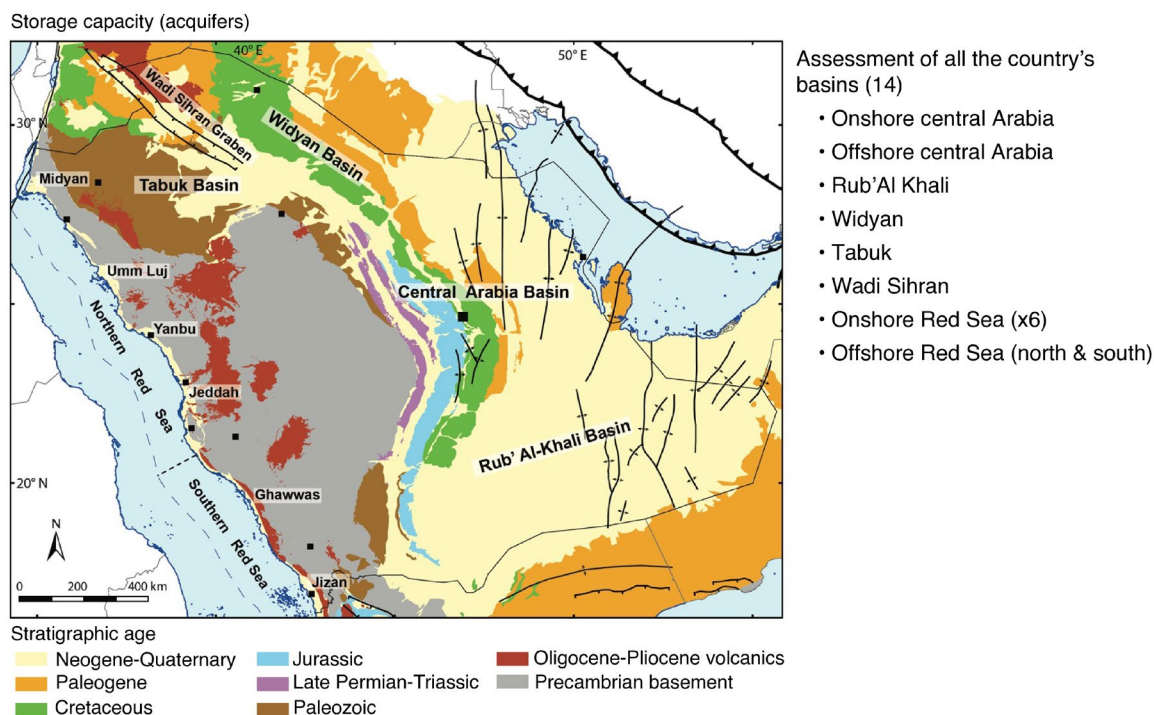 Storage capacity (acquifers)
40° E
50° E
30° N
20° N
Wadi Sihran Graben
Widyan Basin
Midyan
Tabuk Basin
Umm Luj
Central Arabia Basin
Yanbu
Northern Red Sea
Jeddah
Rub' Al-Khali Basin
Ghawwas
Southern Red Sea
Jizan
N
0 200 400 km
Assessment of all the country's
basins (14)
• Onshore central Arabia
• Offshore central Arabia
• Rub'Al Khali
• Widyan
• Tabuk
• Wadi Sihran
• Onshore Red Sea (x6)
• Offshore Red Sea (north & south)
Stratigraphic age
Neogene-Quaternary
Paleogene
Cretaceous
Jurassic
Late Permian-Triassic
Paleozoic
Oligocene-Pliocene volcanics
Precambrian basement